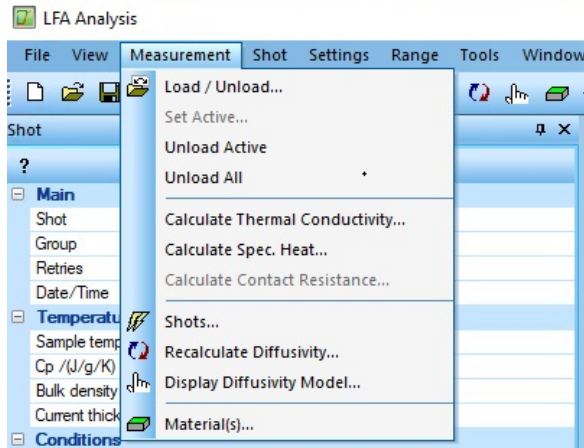 LFA Analysis
File View Measurement Shot Settings Range Tools Window
Load / Unload...
Set Active...
Shot
Unload Active
?
Unload All
Main
Shot
Calculate Thermal Conductivity...
Group
Calculate Spec. Heat...
Retries
Calculate Contact Resistance...
Date/Time
Temperatu
Shots...
Sample temp
Recalculate Diffusivity...
Cp /(J/g/K)
Display Diffusivity Model...
Bulk density
Current thick
Material(s)...
Conditions